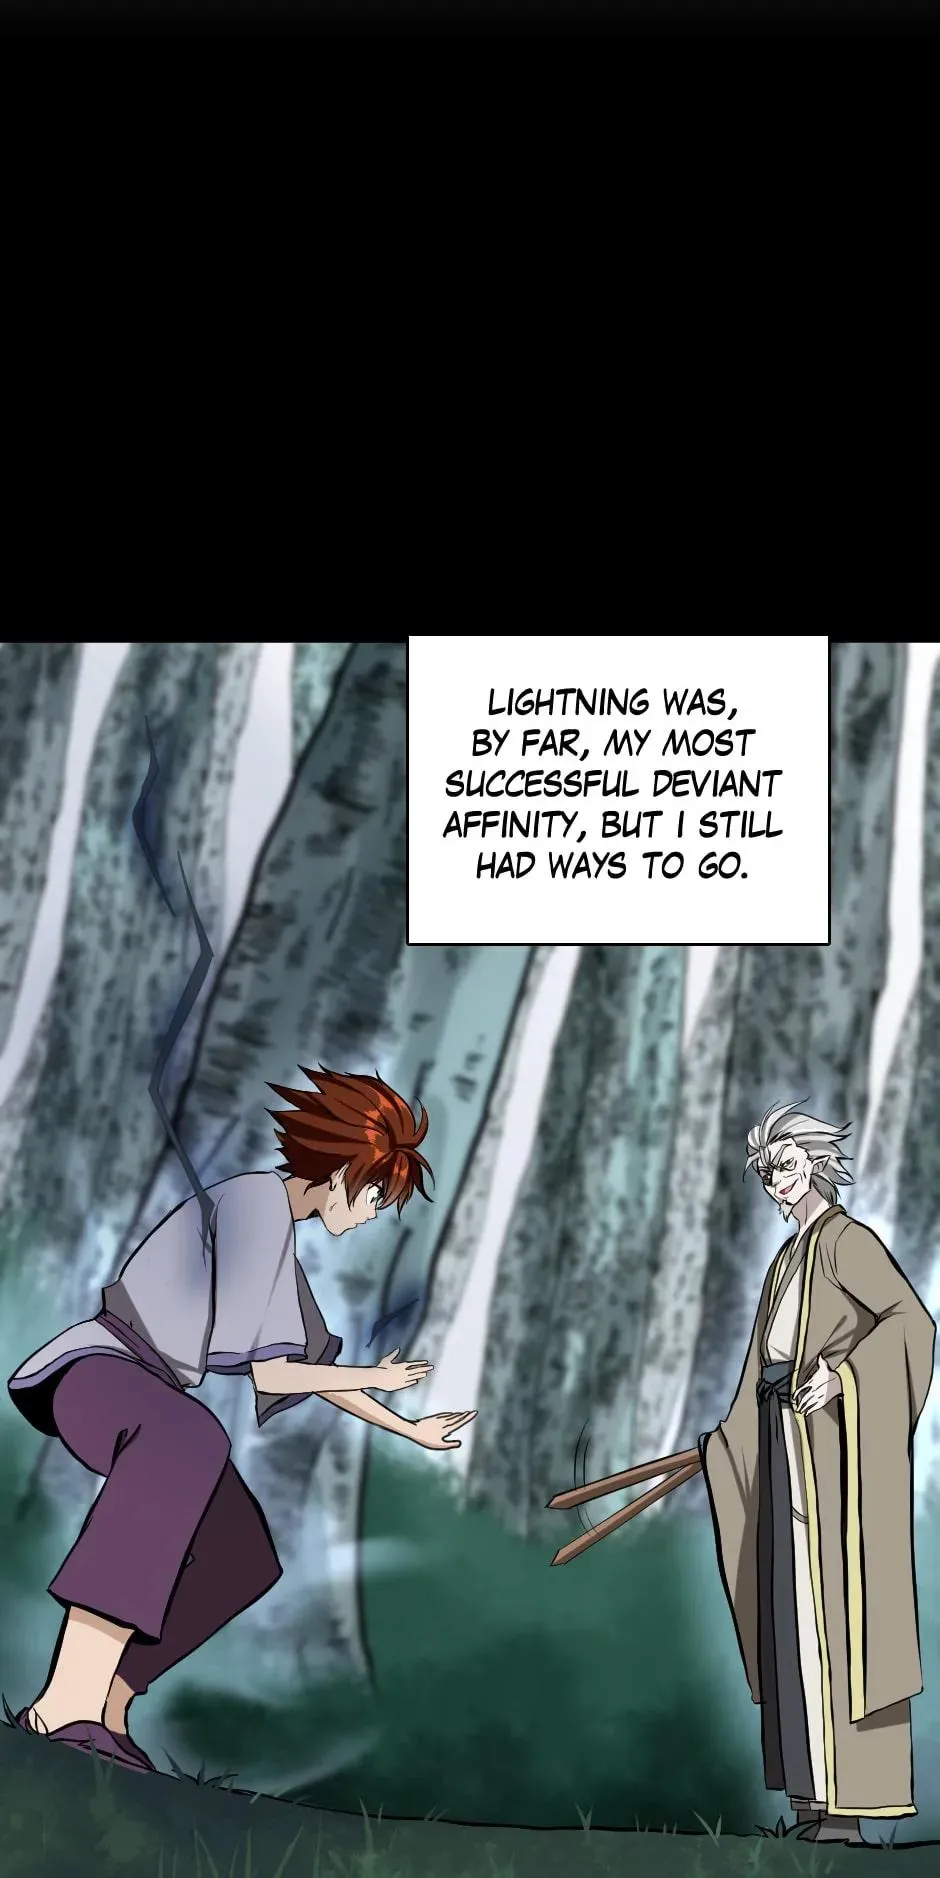 LIGHTNING WAS,
BY FAR, MY MOST
SUCCESSFUL DEVIANT
AFFINITY, BUT I STILL
HAD WAYS TO GO.